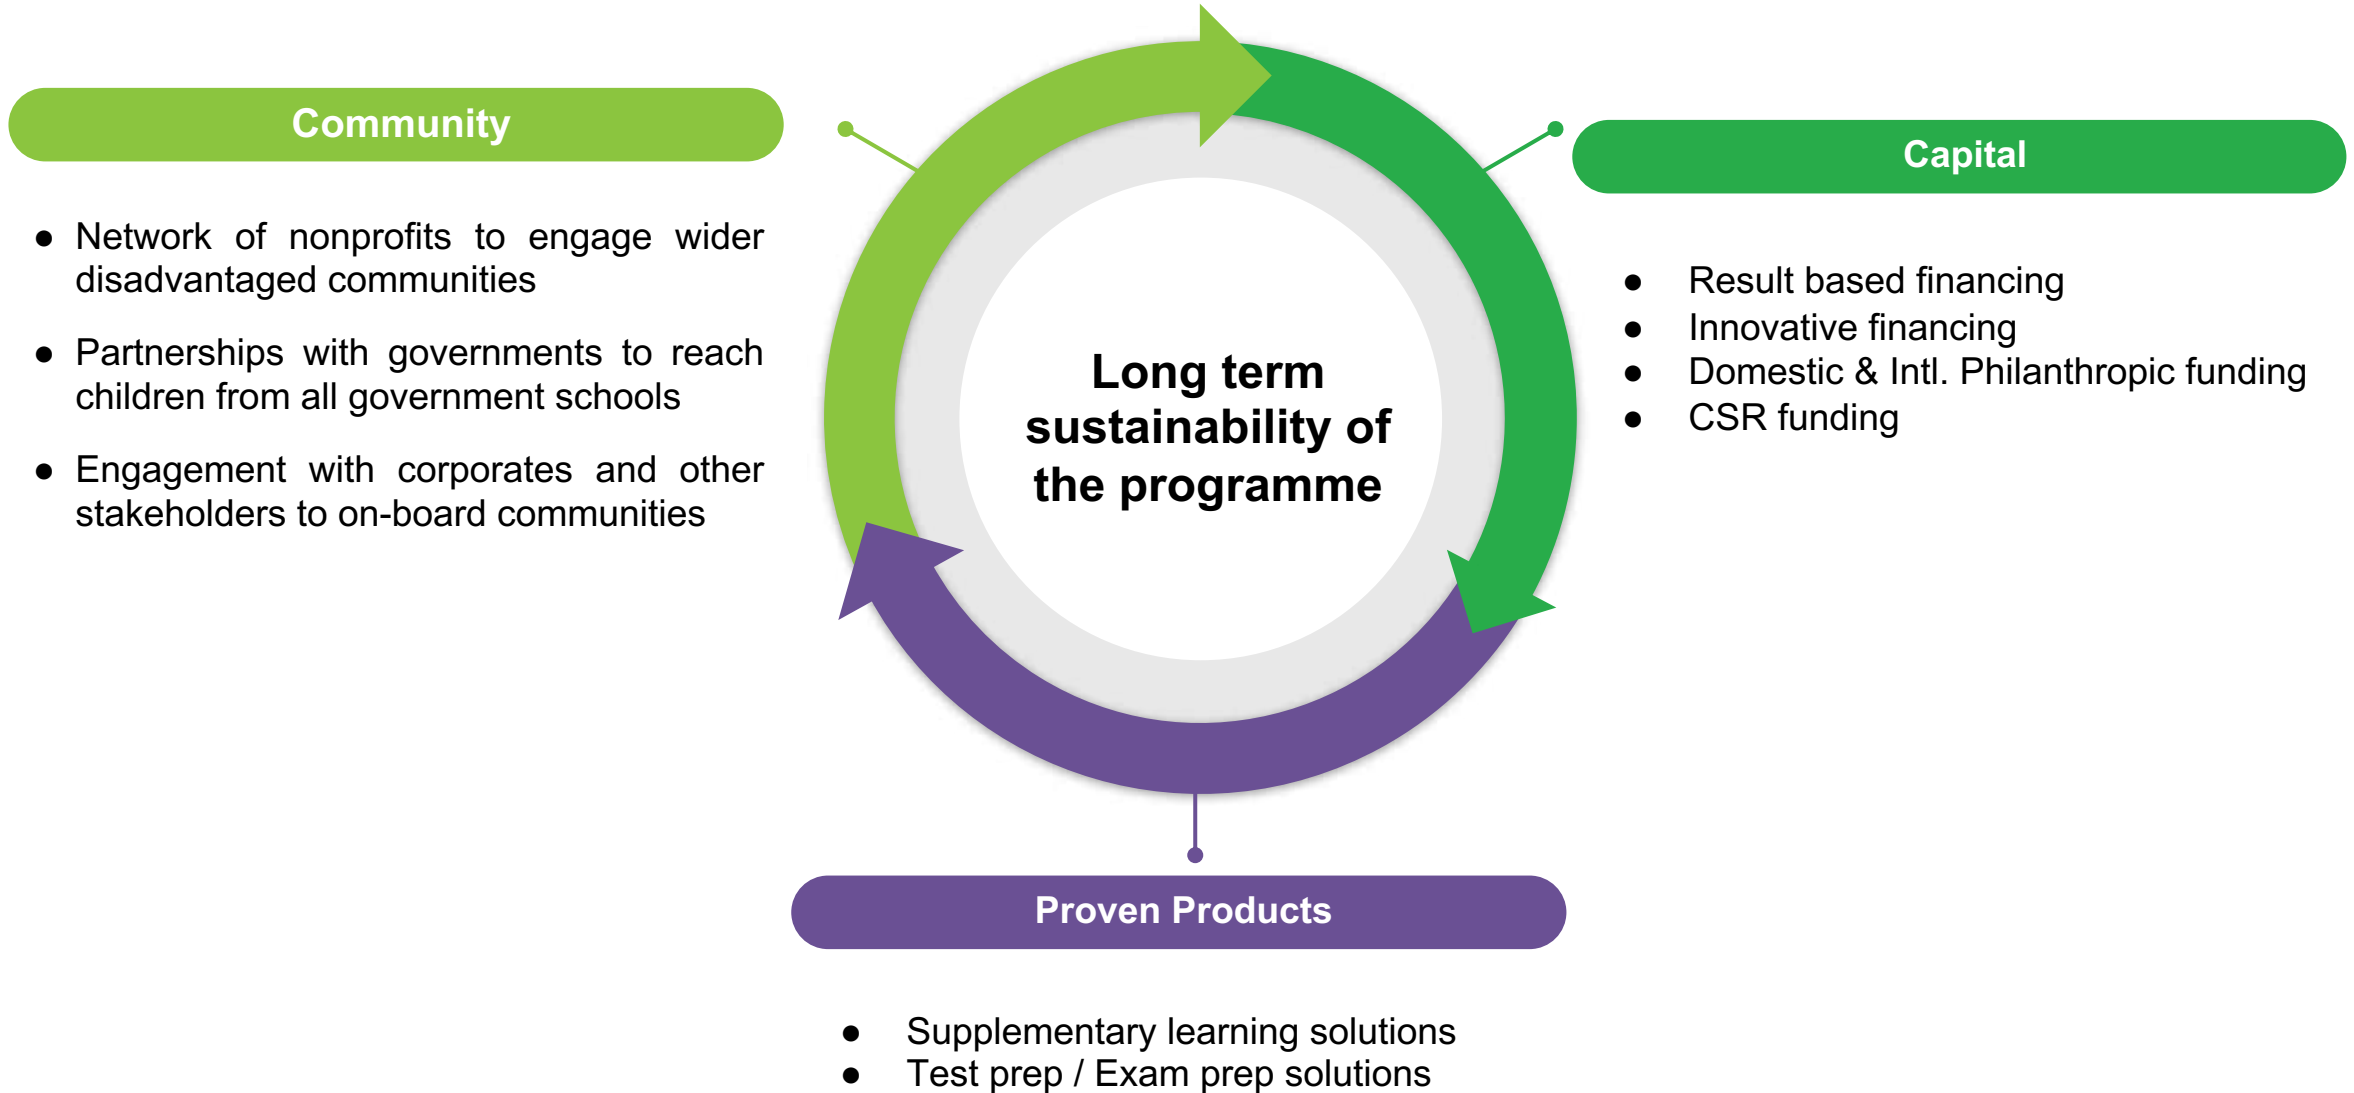 Community
● Network of nonprofits to engage wider
disadvantaged communities
● Partnerships with governments to reach
children from all government schools
● Engagement with corporates and other
stakeholders to on-board communities
Long term
sustainability of
the programme
Capital
● Result based financing
● Innovative financing
● Domestic & Intl. Philanthropic funding
● CSR funding
Proven Products
● Supplementary learning solutions
● Test prep / Exam prep solutions